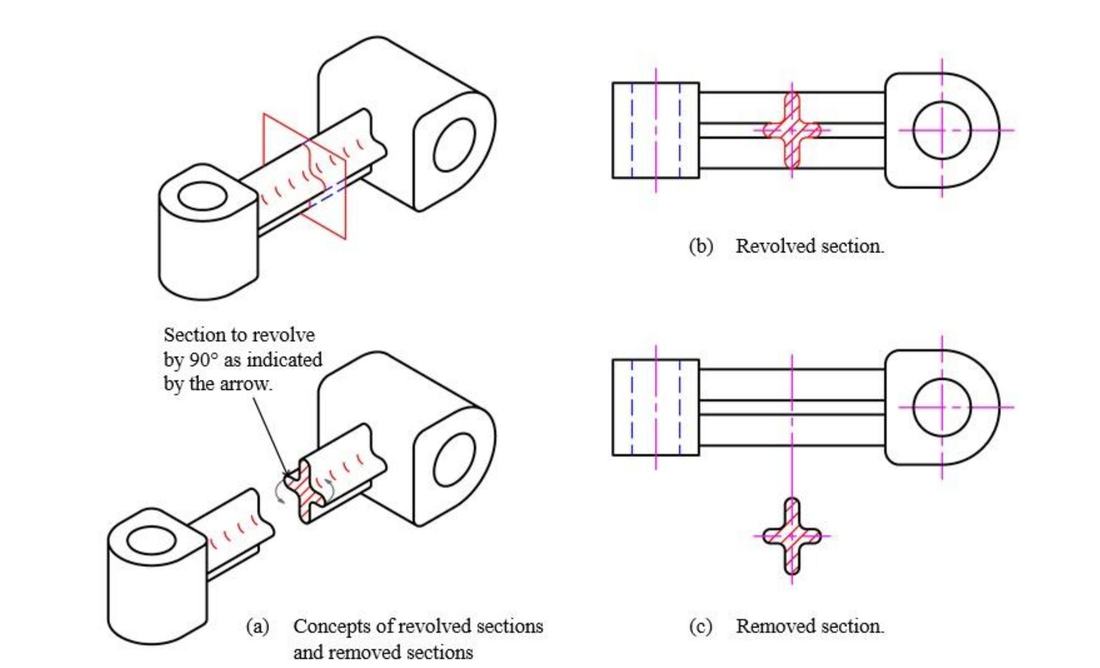 (b) Revolved section.
Section to revolve
by 90° as indicated
by the arrow.
(a) Concepts of revolved sections
and removed sections
(c) Removed section.